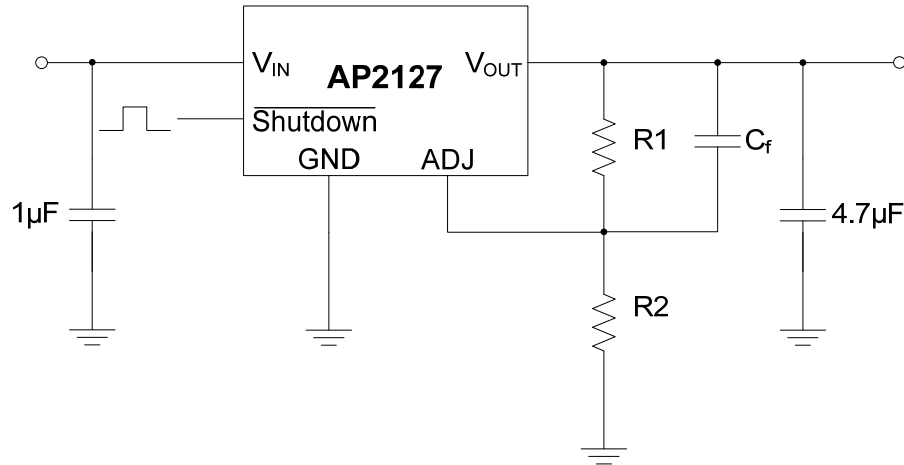 V_IN
AP2127
V_OUT
Shutdown
GND
ADJ
R1
C_f
1µF
4.7µF
R2